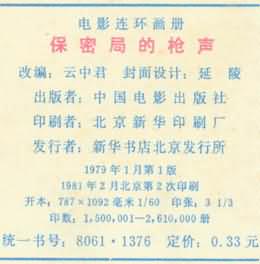 电影连环画册
保密局的枪声
改编：云中君 封面设计：延 陵
出版者：中国电影出版社
印刷者：北京新华印刷厂
发行者：新华书店北京发行所
1979年1月第1版
1981年2月北京第2次印刷
开本：787×1092毫米1/60 印张：3 1/3
印数：1,500,001—2,610,000册
统一书号：8061·1376 定价：0.33元